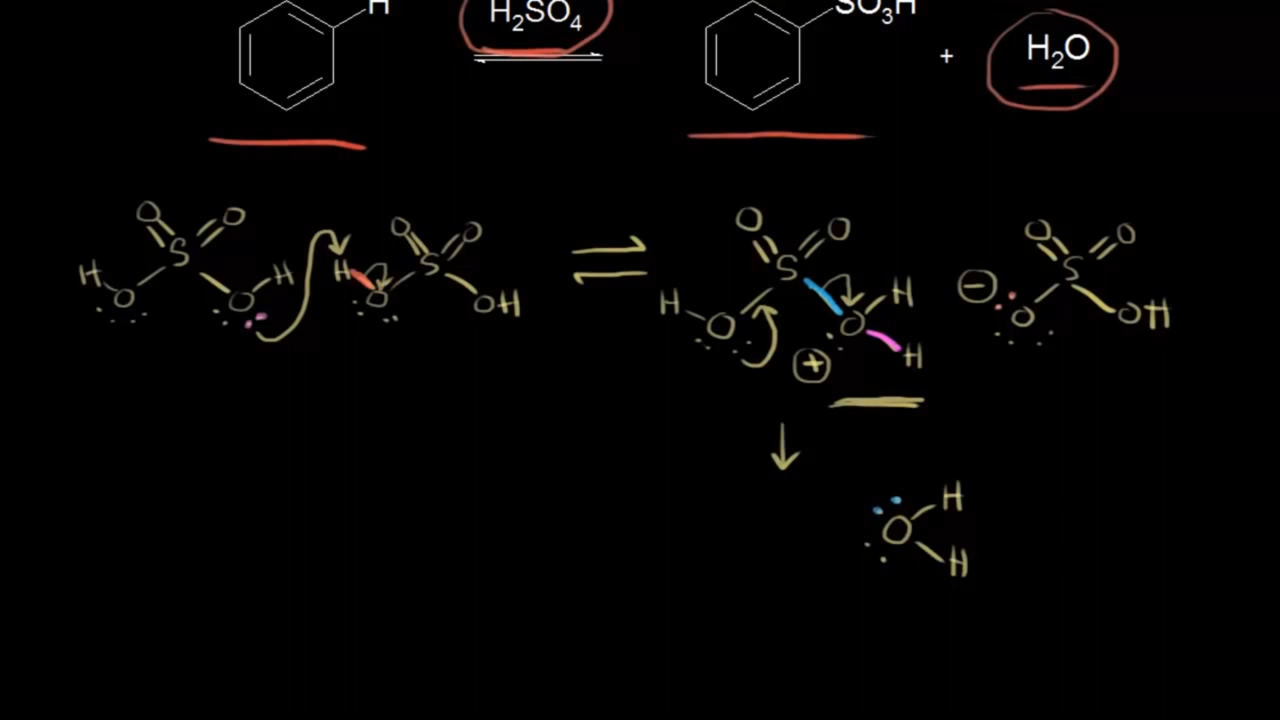 H H₂SO₄ SO₃H + H₂O
O O O O O O O O
S S S S
H O O H H O OH H O O H ⊖ O OH
⊕ H
O H
H